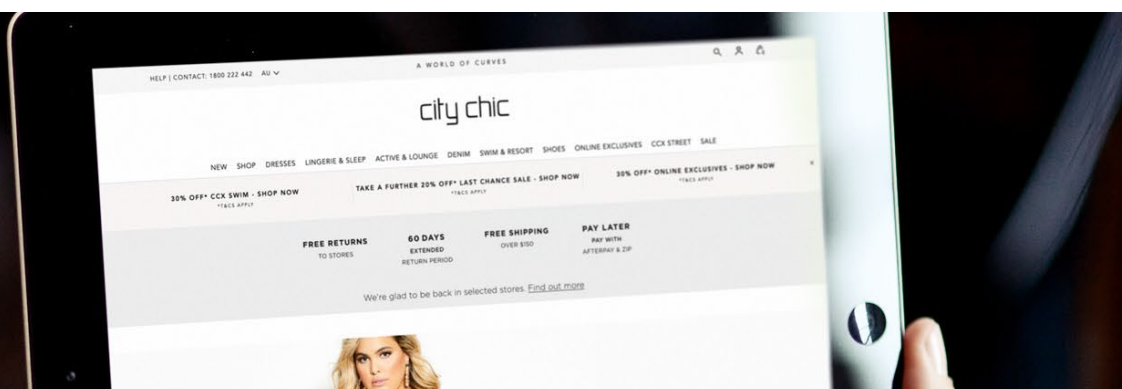 HELP | CONTACT: 1800 222 442 AU
A WORLD OF CURVES
city chic
NEW SHOP DRESSES LINGERIE & SLEEP ACTIVE & LOUNGE DENIM SWIM & RESORT SHOES ONLINE EXCLUSIVES CCX STREET SALE
30% OFF* CCX SWIM - SHOP NOW
*T&CS APPLY
TAKE A FURTHER 20% OFF* LAST CHANCE SALE - SHOP NOW
*T&CS APPLY
30% OFF* ONLINE EXCLUSIVES - SHOP NOW
*T&CS APPLY
FREE RETURNS
TO STORES
60 DAYS
EXTENDED
RETURN PERIOD
FREE SHIPPING
OVER $150
PAY LATER
PAY WITH
AFTERPAY & ZIP
We're glad to be back in selected stores. Find out more